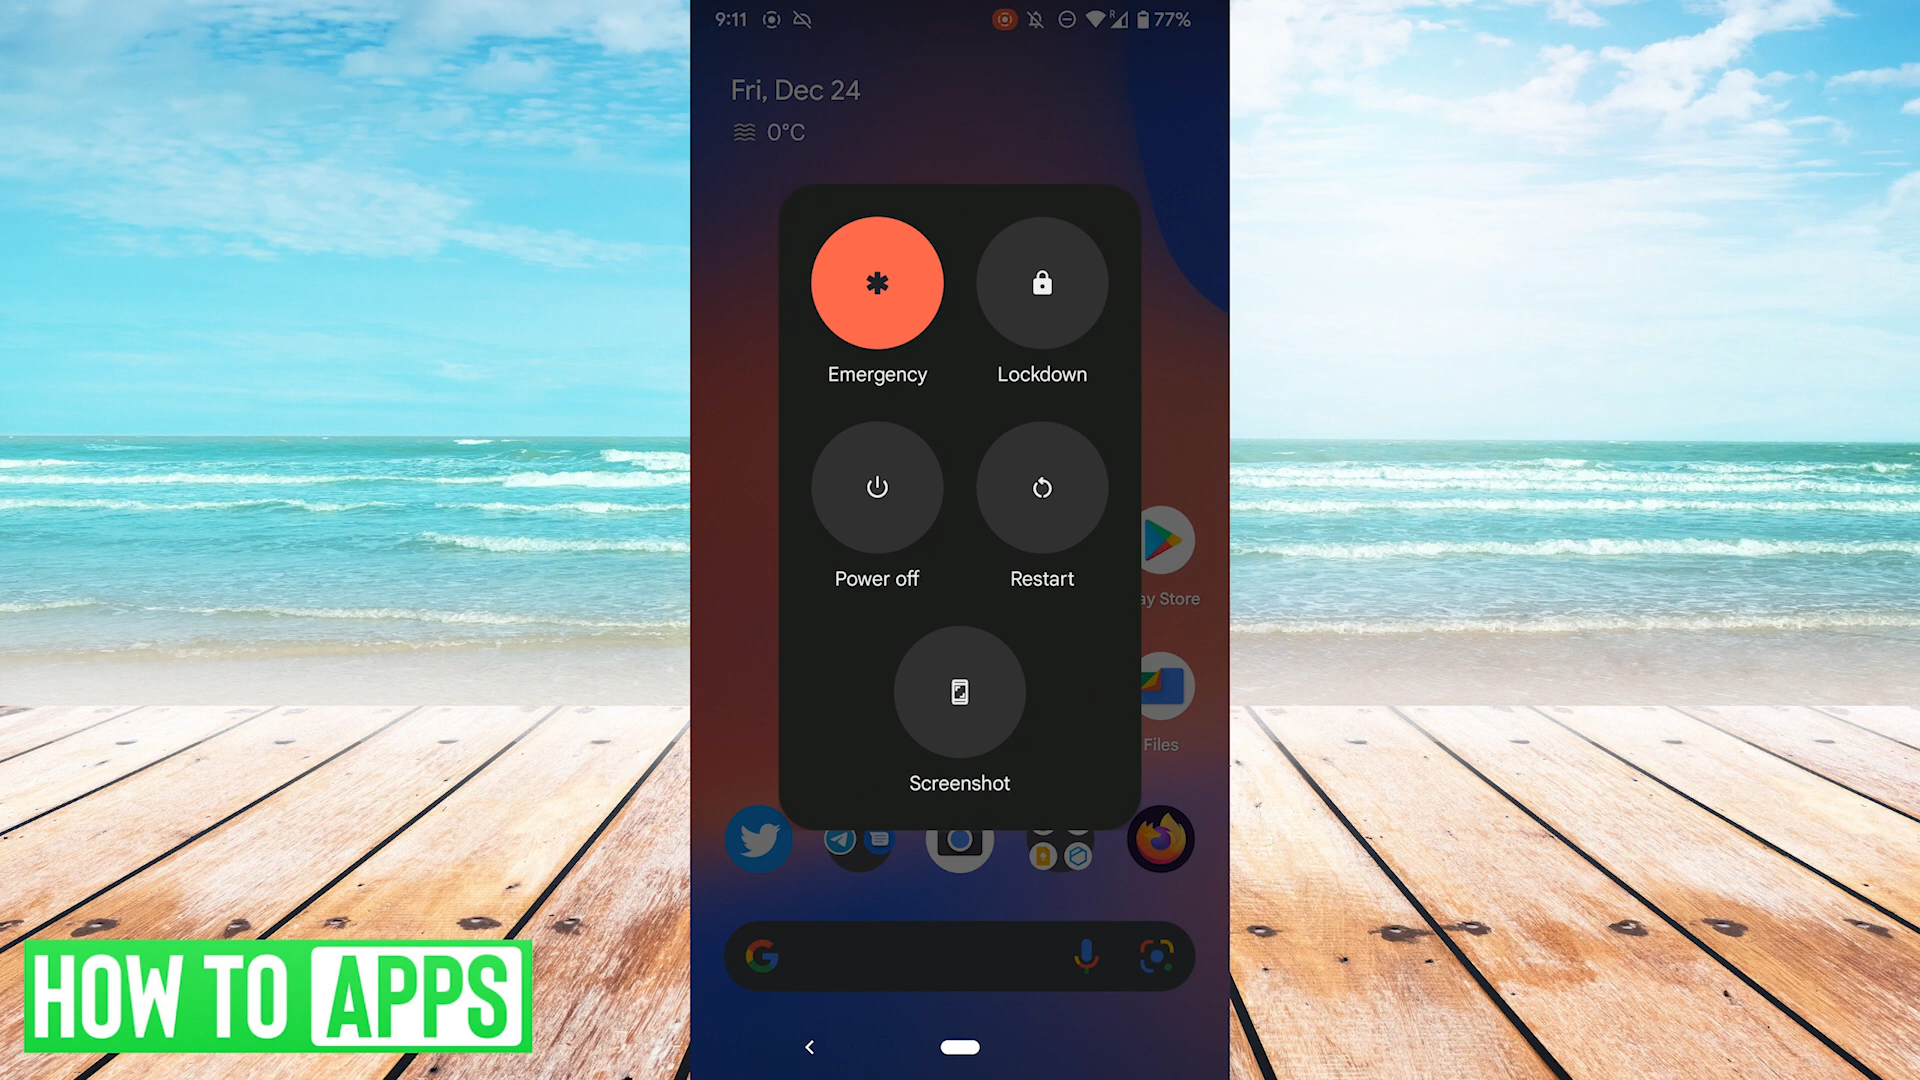 9:11
R
77%
Fri, Dec 24
0°C
Emergency
Lockdown
Power off
Restart
ay Store
Files
Screenshot
HOW TO APPS